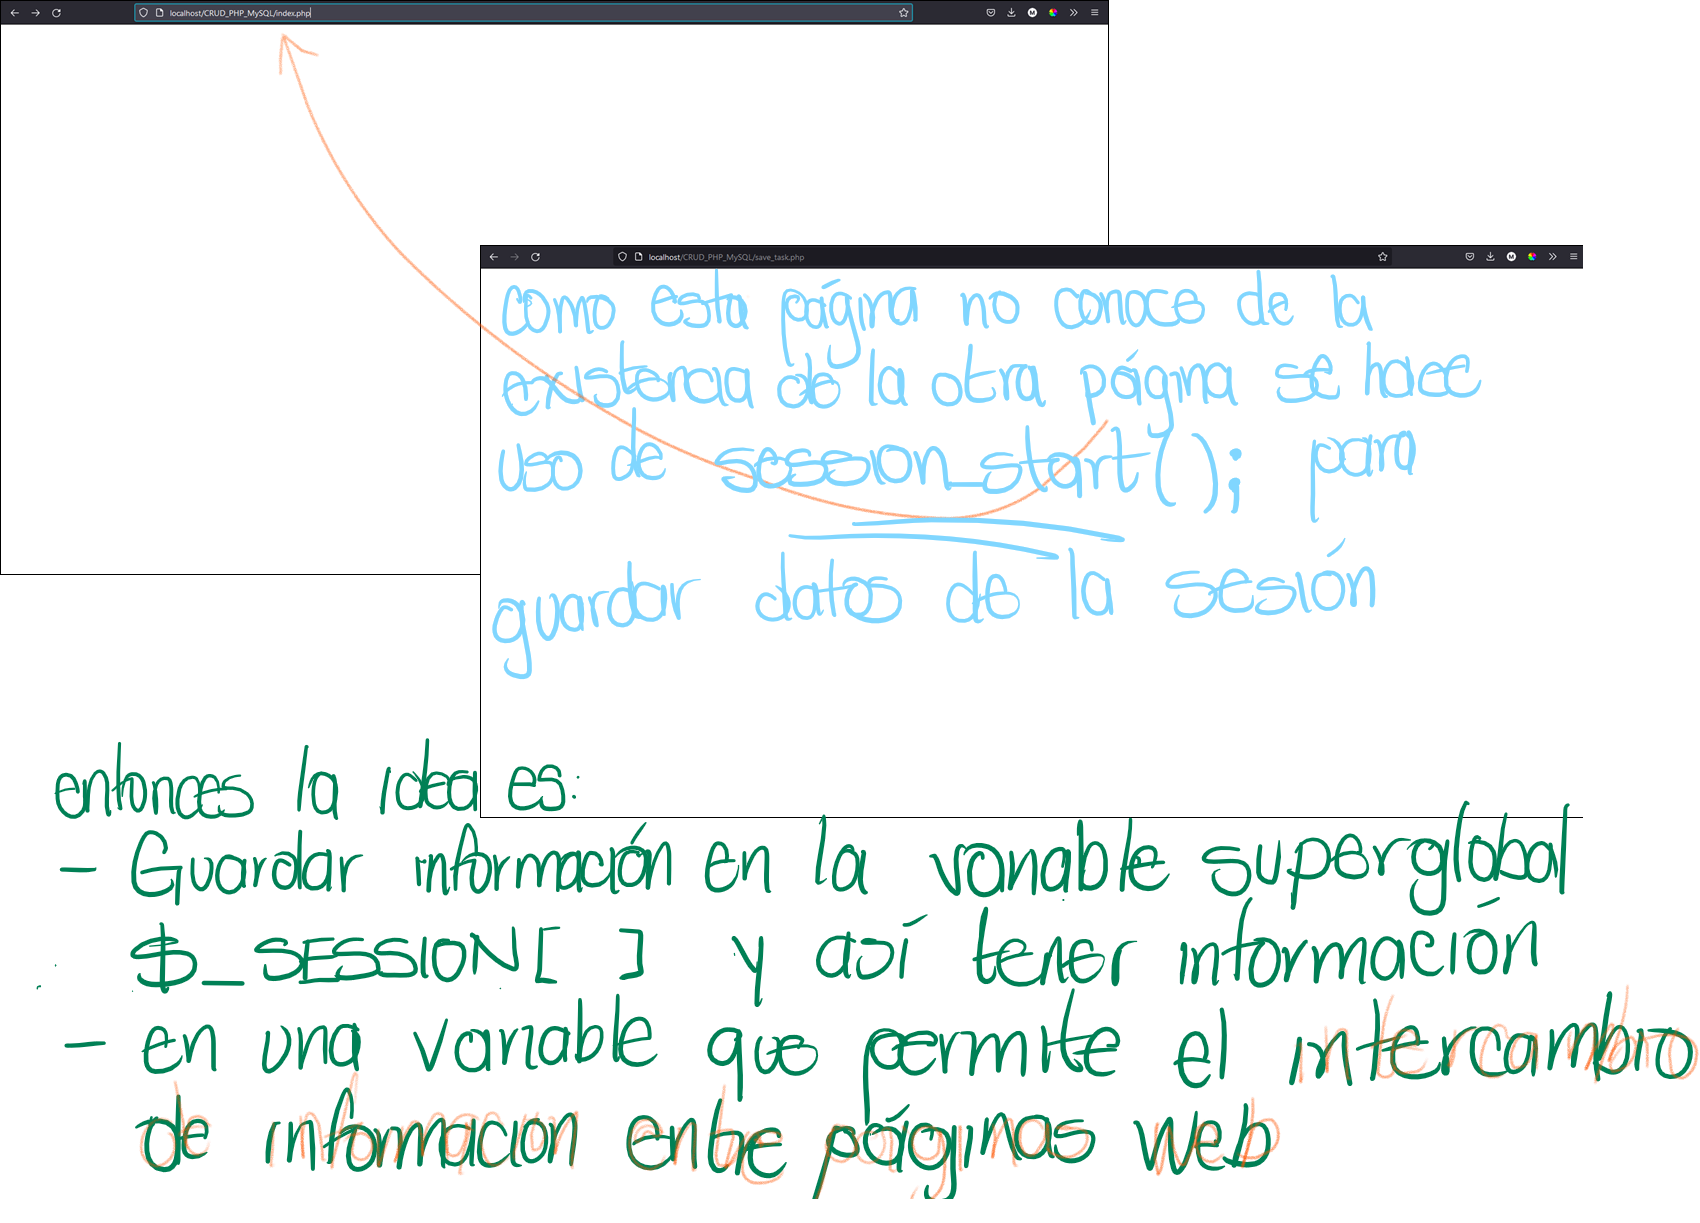 localhost/CRUD_PHP_MySQL/index.php
localhost/CRUD_PHP_MySQL/save_task.php
como esta página no conoce de la
existencia de la otra página se hace
uso de session_start(); para
guardar datos de la sesión
entonces la idea es:
- Guardar información en la variable superglobal
$_SESSION[ ] y así tener información
- en una variable que permite el intercambio
de informacion entre páginas web